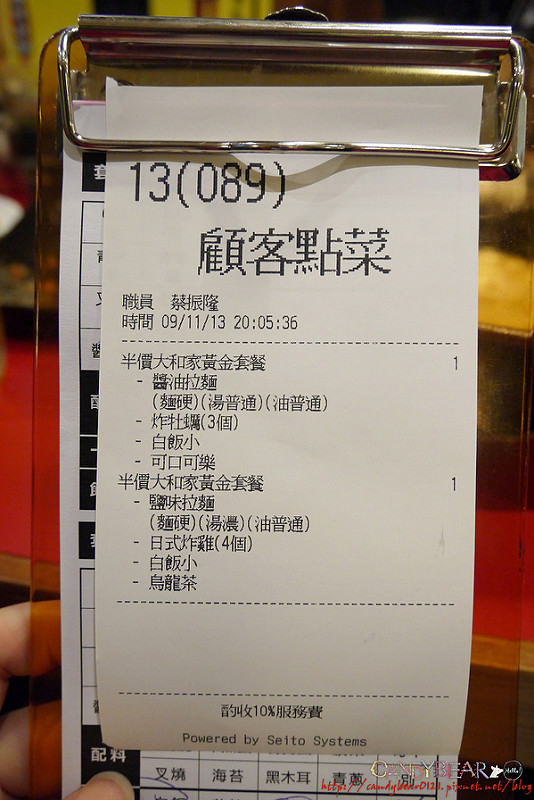 13(089)
顧客點菜
職員 蔡振隆
時間 09/11/13 20:05:36
半價大和家黃金套餐 1
- 醬油拉麵
(麵硬)(湯普通)(油普通)
- 炸牡蠣(3個)
- 白飯小
- 可口可樂
半價大和家黃金套餐 1
- 鹽味拉麵
(麵硬)(湯濃)(油普通)
- 日式炸雞(4個)
- 白飯小
- 烏龍茶
酌收10%服務費
Powered by Seito Systems
配料
叉燒 海苔 黑木耳 青蔥